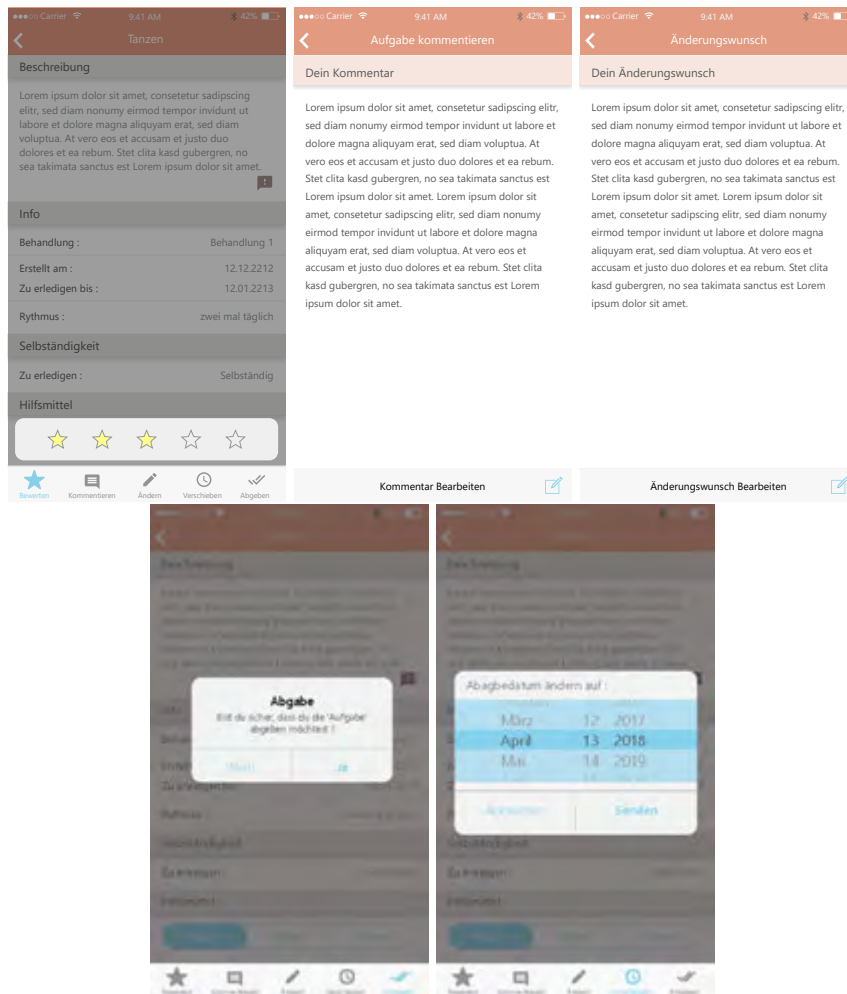 Carrier 9:41 AM 42%
Tanzen
Beschreibung
Lorem ipsum dolor sit amet, consetetur sadipscing
elitr, sed diam nonumy eirmod tempor invidunt ut
labore et dolore magna aliquyam erat, sed diam
voluptua. At vero eos et accusam et justo duo
dolores et ea rebum. Stet clita kasd gubergren, no
sea takimata sanctus est Lorem ipsum dolor sit amet.
Info
Behandlung : Behandlung 1
Erstellt am : 12.12.2212
Zu erledigen bis : 12.01.2213
Rythmus : zwei mal täglich
Selbständigkeit
Zu erledigen : Selbständig
Hilfsmittel
Bewerten Kommentieren Ändern Verschieben Abgeben
Carrier 9:41 AM 42%
Aufgabe kommentieren
Dein Kommentar
Lorem ipsum dolor sit amet, consetetur sadipscing elitr,
sed diam nonumy eirmod tempor invidunt ut labore et
dolore magna aliquyam erat, sed diam voluptua. At
vero eos et accusam et justo duo dolores et ea rebum.
Stet clita kasd gubergren, no sea takimata sanctus est
Lorem ipsum dolor sit amet. Lorem ipsum dolor sit
amet, consetetur sadipscing elitr, sed diam nonumy
eirmod tempor invidunt ut labore et dolore magna
aliquyam erat, sed diam voluptua. At vero eos et
accusam et justo duo dolores et ea rebum. Stet clita
kasd gubergren, no sea takimata sanctus est Lorem
ipsum dolor sit amet.
Kommentar Bearbeiten
Carrier 9:41 AM 42%
Änderungswunsch
Dein Änderungswunsch
Lorem ipsum dolor sit amet, consetetur sadipscing elitr,
sed diam nonumy eirmod tempor invidunt ut labore et
dolore magna aliquyam erat, sed diam voluptua. At
vero eos et accusam et justo duo dolores et ea rebum.
Stet clita kasd gubergren, no sea takimata sanctus est
Lorem ipsum dolor sit amet. Lorem ipsum dolor sit
amet, consetetur sadipscing elitr, sed diam nonumy
eirmod tempor invidunt ut labore et dolore magna
aliquyam erat, sed diam voluptua. At vero eos et
accusam et justo duo dolores et ea rebum. Stet clita
kasd gubergren, no sea takimata sanctus est Lorem
ipsum dolor sit amet.
Änderungswunsch Bearbeiten
Beschreibung
Abgabe
Bist du sicher, dass du die 'Aufgabe'
abgeben möchtest ?
Nein Ja
Zu erledigen bis
Rythmus
Selbständigkeit
Zu erledigen
Hilfsmittel
Beschreibung
Abagbedatum ändern auf :
März 12 2017
April 13 2018
Mai 14 2019
Senden
Selbständigkeit
Zu erledigen
Hilfsmittel